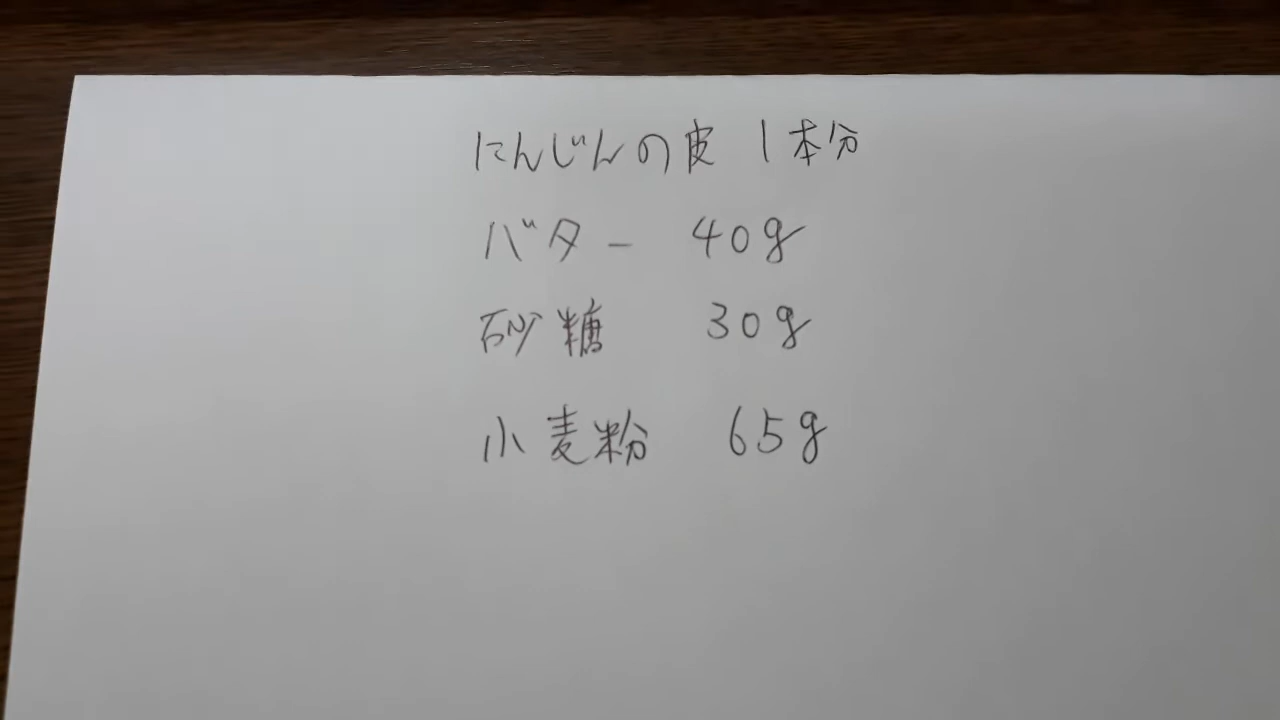 にんじんの皮 1本分
バター 40g
砂糖 30g
小麦粉 65g